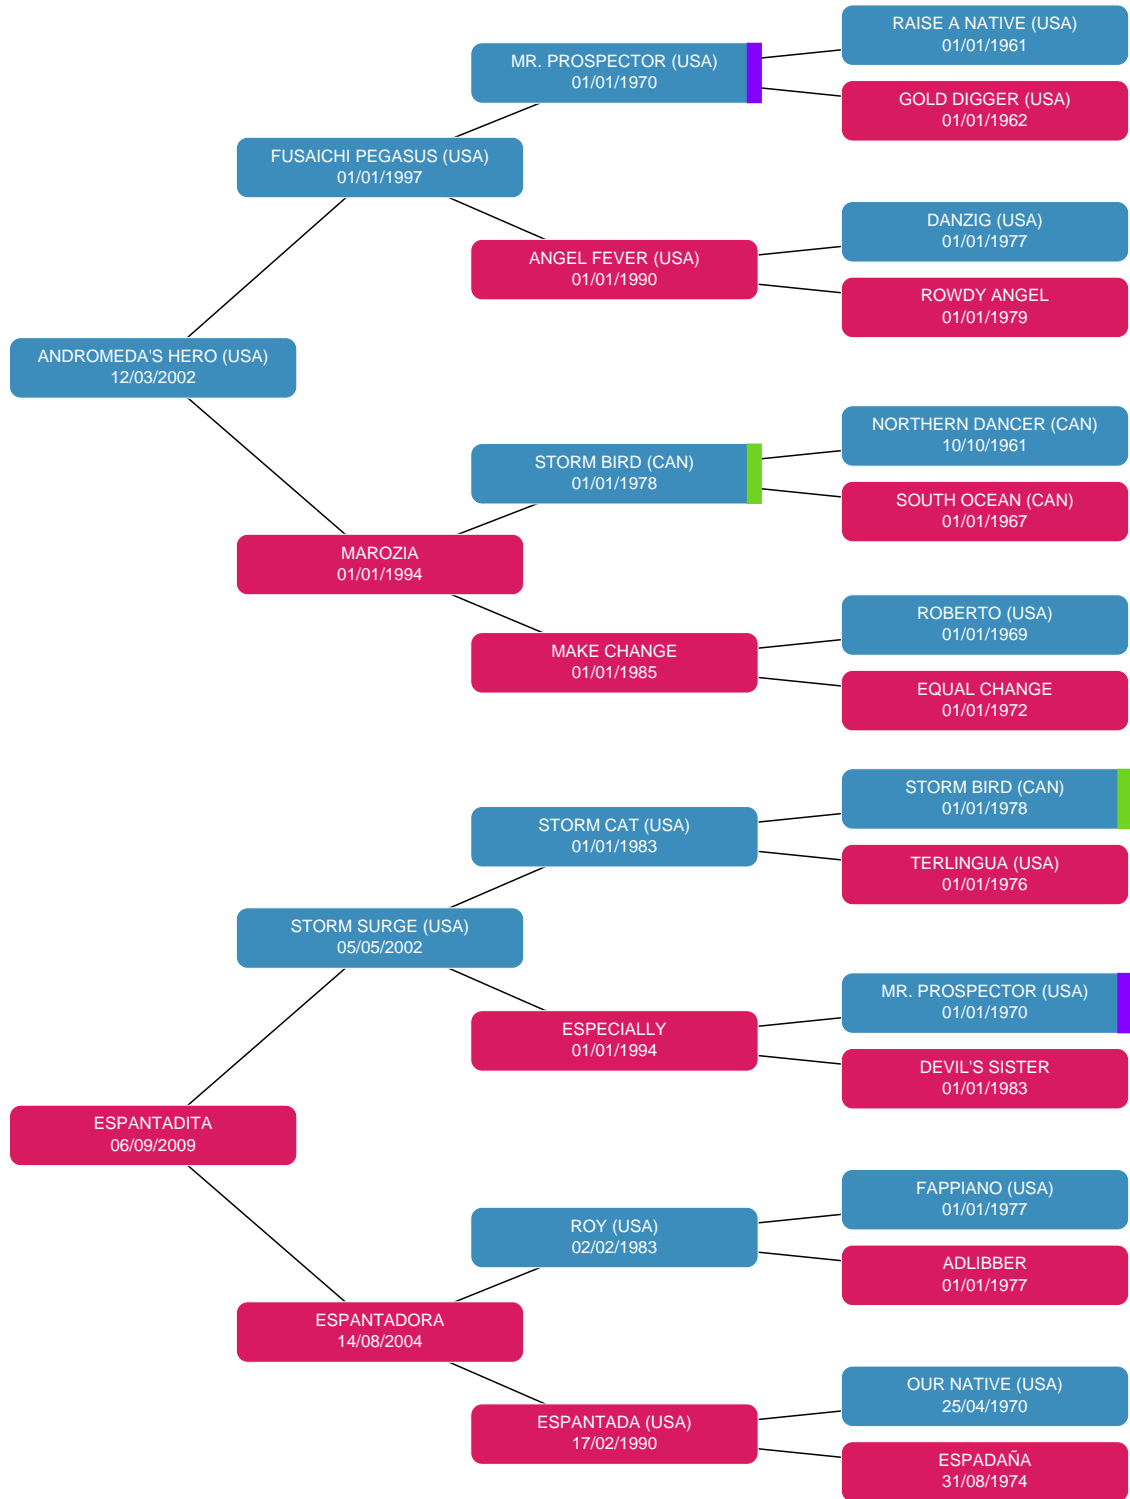 RAISE A NATIVE (USA)
01/01/1961
MR. PROSPECTOR (USA)
01/01/1970
GOLD DIGGER (USA)
01/01/1962
FUSAICHI PEGASUS (USA)
01/01/1997
DANZIG (USA)
01/01/1977
ANGEL FEVER (USA)
01/01/1990
ROWDY ANGEL
01/01/1979
ANDROMEDA'S HERO (USA)
12/03/2002
NORTHERN DANCER (CAN)
10/10/1961
STORM BIRD (CAN)
01/01/1978
SOUTH OCEAN (CAN)
01/01/1967
MAROZIA
01/01/1994
ROBERTO (USA)
01/01/1969
MAKE CHANGE
01/01/1985
EQUAL CHANGE
01/01/1972
STORM BIRD (CAN)
01/01/1978
STORM CAT (USA)
01/01/1983
TERLINGUA (USA)
01/01/1976
STORM SURGE (USA)
05/05/2002
MR. PROSPECTOR (USA)
01/01/1970
ESPECIALLY
01/01/1994
DEVIL'S SISTER
01/01/1983
ESPANTADITA
06/09/2009
FAPPIANO (USA)
01/01/1977
ROY (USA)
02/02/1983
ADLIBBER
01/01/1977
ESPANTADORA
14/08/2004
OUR NATIVE (USA)
25/04/1970
ESPANTADA (USA)
17/02/1990
ESPADAÑA
31/08/1974